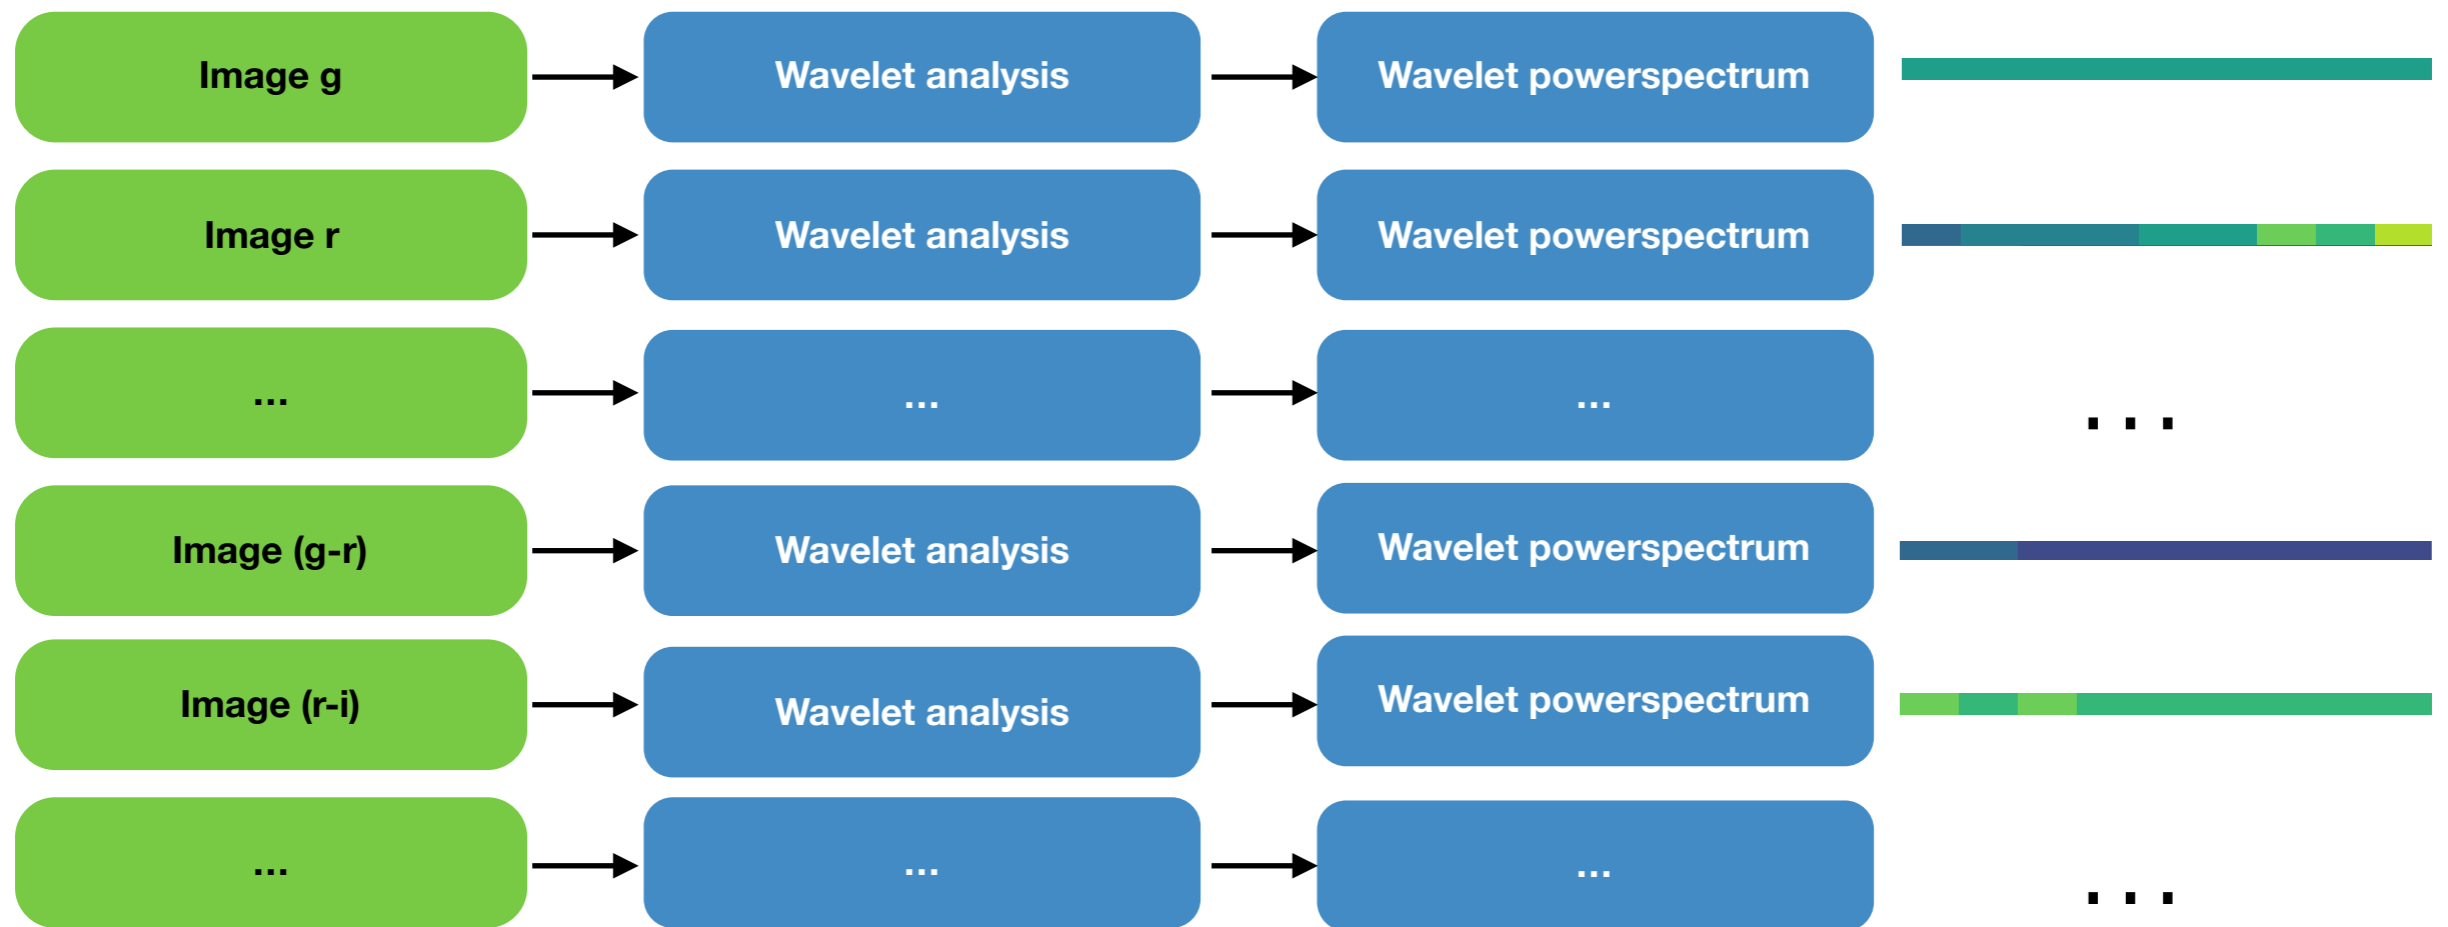 Image g
Wavelet analysis
Wavelet powerspectrum
Image r
Wavelet analysis
Wavelet powerspectrum
...
...
...
. . .
Image (g-r)
Wavelet analysis
Wavelet powerspectrum
Image (r-i)
Wavelet analysis
Wavelet powerspectrum
...
...
...
. . .